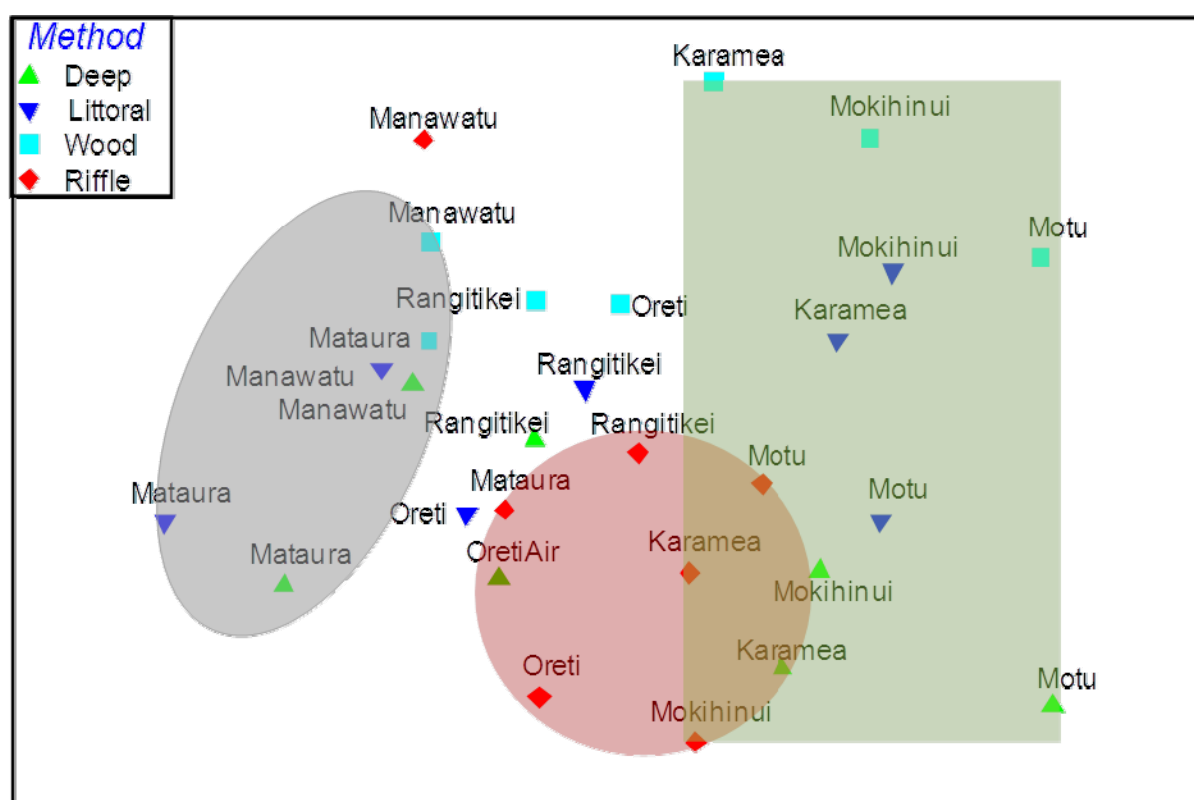 Method
Deep
Littoral
Wood
Riffle
Karamea
Mokihinui
Manawatu
Manawatu
Motu
Mokihinui
Rangitikei
Oreti
Karamea
Mataura
Rangitikei
Manawatu
Manawatu
Rangitikei
Rangitikei
Motu
Mataura
Mataura
Motu
Oreti
Karamea
OretiAir
Mataura
Mokihinui
Karamea
Oreti
Motu
Mokihinui